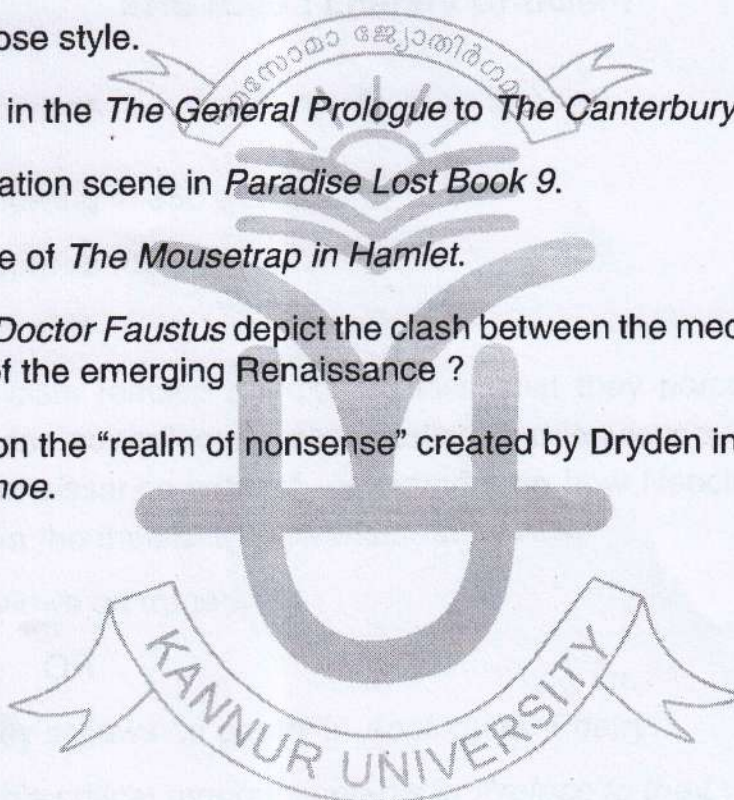 ose style.
തമസോമാ ജ്യോതിർഗമയ
in the The General Prologue to The Canterbury
ation scene in Paradise Lost Book 9.
e of The Mousetrap in Hamlet.
Doctor Faustus depict the clash between the med
f the emerging Renaissance ?
on the “realm of nonsense” created by Dryden in
noe.
KANNUR UNIVERSITY